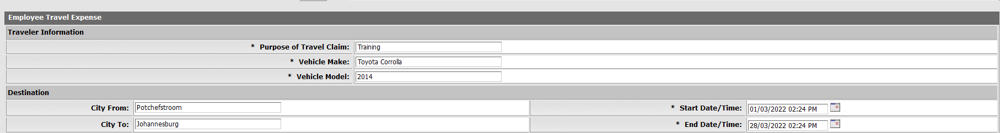 Employee Travel Expense
Traveler Information
* Purpose of Travel Claim: Training
* Vehicle Make: Toyota Corrolla
* Vehicle Model: 2014
Destination
City From: Potchefstroom * Start Date/Time: 01/03/2022 02:24 PM
City To: Johannesburg * End Date/Time: 28/03/2022 02:24 PM